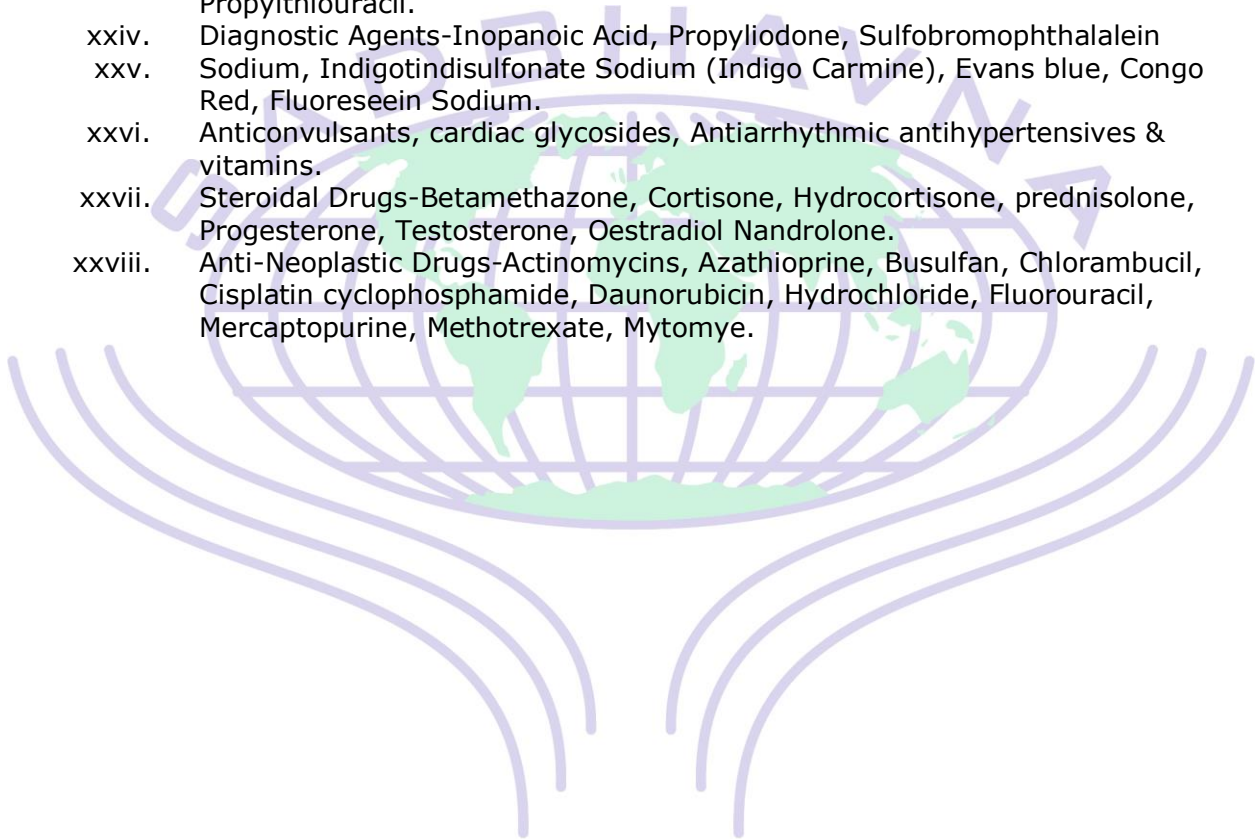 Propylthiouracil.
xxiv. Diagnostic Agents-Inopanoic Acid, Propyliodone, Sulfobromophthalalein
xxv. Sodium, Indigotindisulfonate Sodium (Indigo Carmine), Evans blue, Congo
Red, Fluoreseein Sodium.
xxvi. Anticonvulsants, cardiac glycosides, Antiarrhythmic antihypertensives &
vitamins.
xxvii. Steroidal Drugs-Betamethazone, Cortisone, Hydrocortisone, prednisolone,
Progesterone, Testosterone, Oestradiol Nandrolone.
xxviii. Anti-Neoplastic Drugs-Actinomycins, Azathioprine, Busulfan, Chlorambucil,
Cisplatin cyclophosphamide, Daunorubicin, Hydrochloride, Fluorouracil,
Mercaptopurine, Methotrexate, Mytomye.
SADBHAVNA